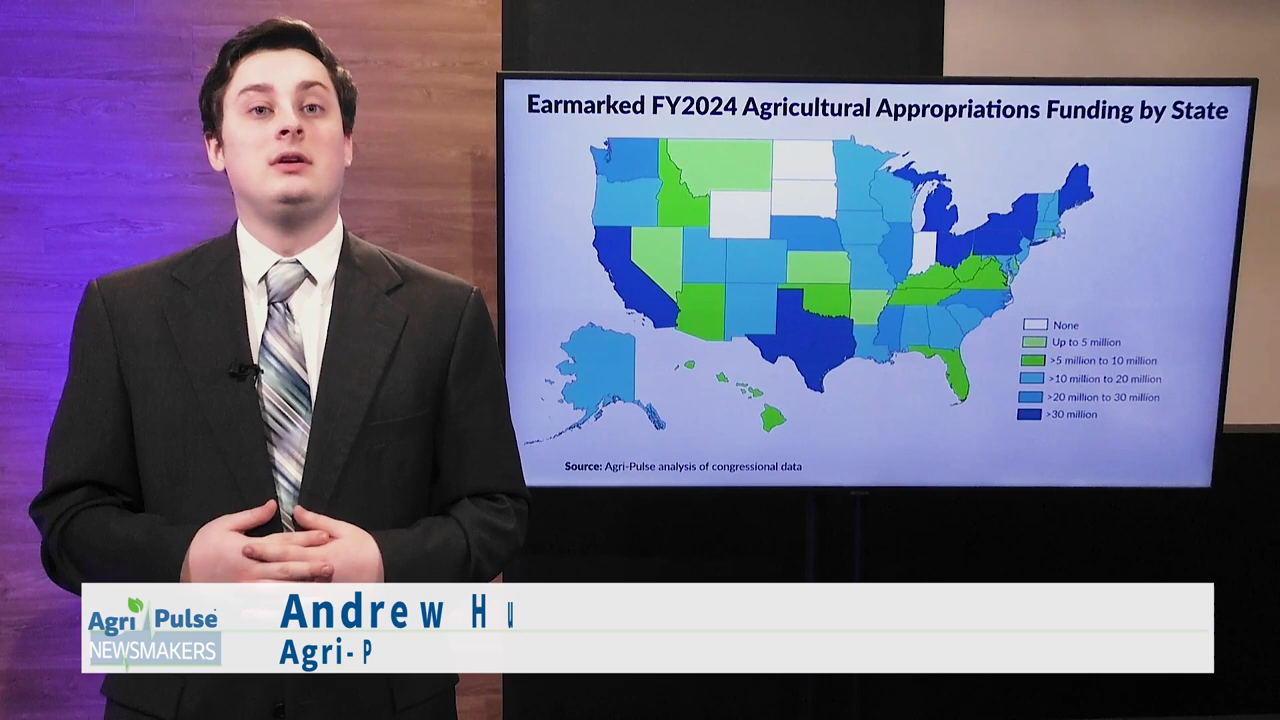 Earmarked FY2024 Agricultural Appropriations Funding by State
None
Up to 5 million
>5 million to 10 million
>10 million to 20 million
>20 million to 30 million
>30 million
Source: Agri-Pulse analysis of congressional data
Agri Pulse
NEWSMAKERS
Andrew Hu
Agri-P